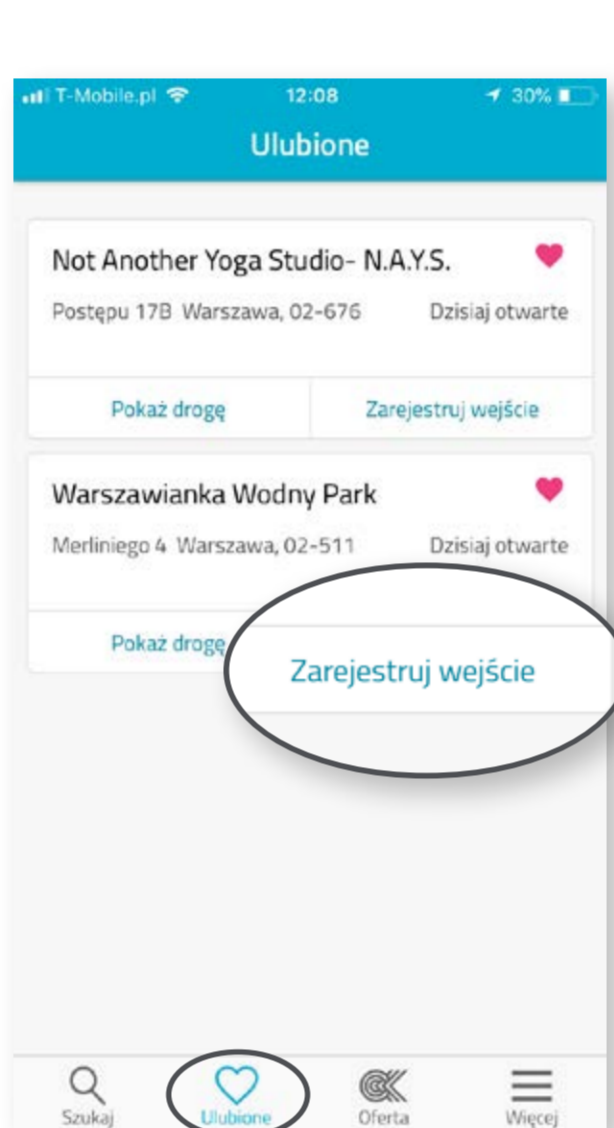 T-Mobile.pl 12:08 30%
Ulubione
Not Another Yoga Studio- N.A.Y.S.
Postępu 17B Warszawa, 02-676 Dzisiaj otwarte
Pokaż drogę Zarejestruj wejście
Warszawianka Wodny Park
Merliniego 4 Warszawa, 02-511 Dzisiaj otwarte
Pokaż drogę Zarejestruj wejście
Szukaj Ulubione Oferta Więcej